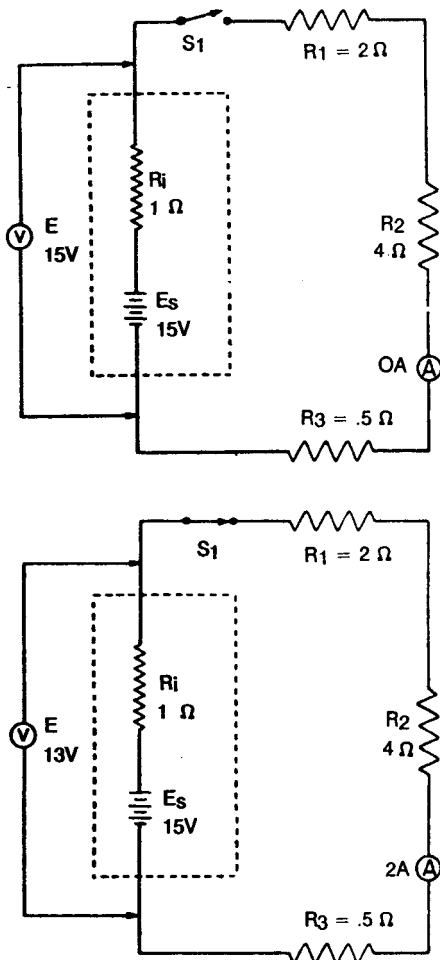 S1
R1 = 2 Ω
Ri
1 Ω
R2
4 Ω
V
E
15V
Es
15V
OA
A
R3 = .5 Ω
S1
R1 = 2 Ω
Ri
1 Ω
R2
4 Ω
V
E
13V
Es
15V
2A
A
R3 = .5 Ω